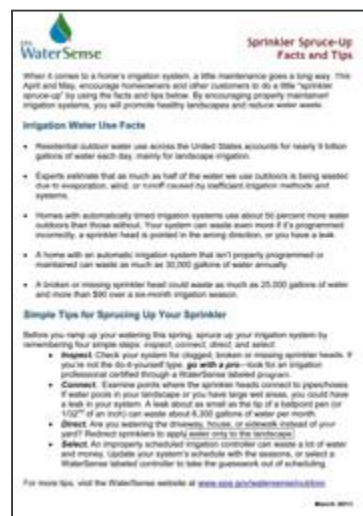 EPA
WaterSense
Sprinkler Spruce-Up
Facts and Tips
When it comes to a home's irrigation system, a little maintenance goes a long way. This
April and May, encourage homeowners and other customers to do a little "sprinkler
spruce-up" by using the facts and tips below. By encouraging properly maintained
irrigation systems, you will promote healthy landscapes and reduce water waste.
Irrigation Water Use Facts
• Residential outdoor water use across the United States accounts for nearly 9 billion
gallons of water each day, mainly for landscape irrigation.
• Experts estimate that as much as half of the water we use outdoors is being wasted
due to evaporation, wind, or runoff caused by inefficient irrigation methods and
systems.
• Homes with automatically timed irrigation systems use about 50 percent more water
outdoors than those without. Your system can waste even more if it's programmed
incorrectly, a sprinkler head is pointed in the wrong direction, or you have a leak.
• A home with an automatic irrigation system that isn't properly programmed or
maintained can waste as much as 30,000 gallons of water annually.
• A broken or missing sprinkler head could waste as much as 25,000 gallons of water
and more than $90 over a six-month irrigation season.
Simple Tips for Sprucing Up Your Sprinkler
Before you ramp up your watering this spring, spruce up your irrigation system by
remembering four simple steps: inspect, connect, direct, and select:
• Inspect. Check your system for clogged, broken or missing sprinkler heads. If
you're not the do-it-yourself type, go with a pro—look for an irrigation
professional certified through a WaterSense labeled program.
• Connect. Examine points where the sprinkler heads connect to pipes/hoses.
If water pools in your landscape or you have large wet areas, you could have
a leak in your system. A leak about as small as the tip of a ballpoint pen (or
1/32nd of an inch) can waste about 6,300 gallons of water per month.
• Direct. Are you watering the driveway, house, or sidewalk instead of your
yard? Redirect sprinklers to apply water only to the landscape.
• Select. An improperly scheduled irrigation controller can waste a lot of water
and money. Update your system's schedule with the seasons, or select a
WaterSense labeled controller to take the guesswork out of scheduling.
For more tips, visit the WaterSense website at www.epa.gov/watersense/outdoor.